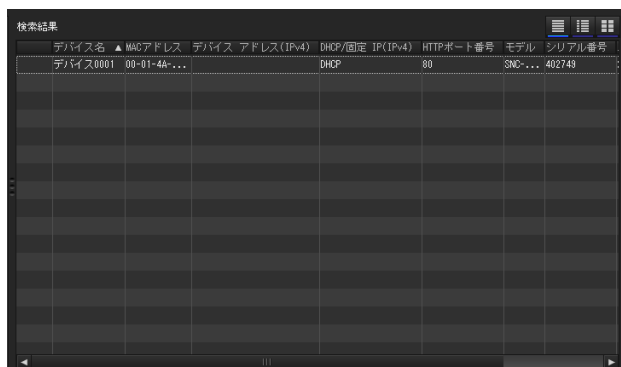 検索結果
デバイス名 ▲ MACアドレス デバイス アドレス(IPv4) DHCP/固定 IP(IPv4) HTTPポート番号 モデル シリアル番号
デバイス0001 00-01-4A-... DHCP 80 SNC-... 402749